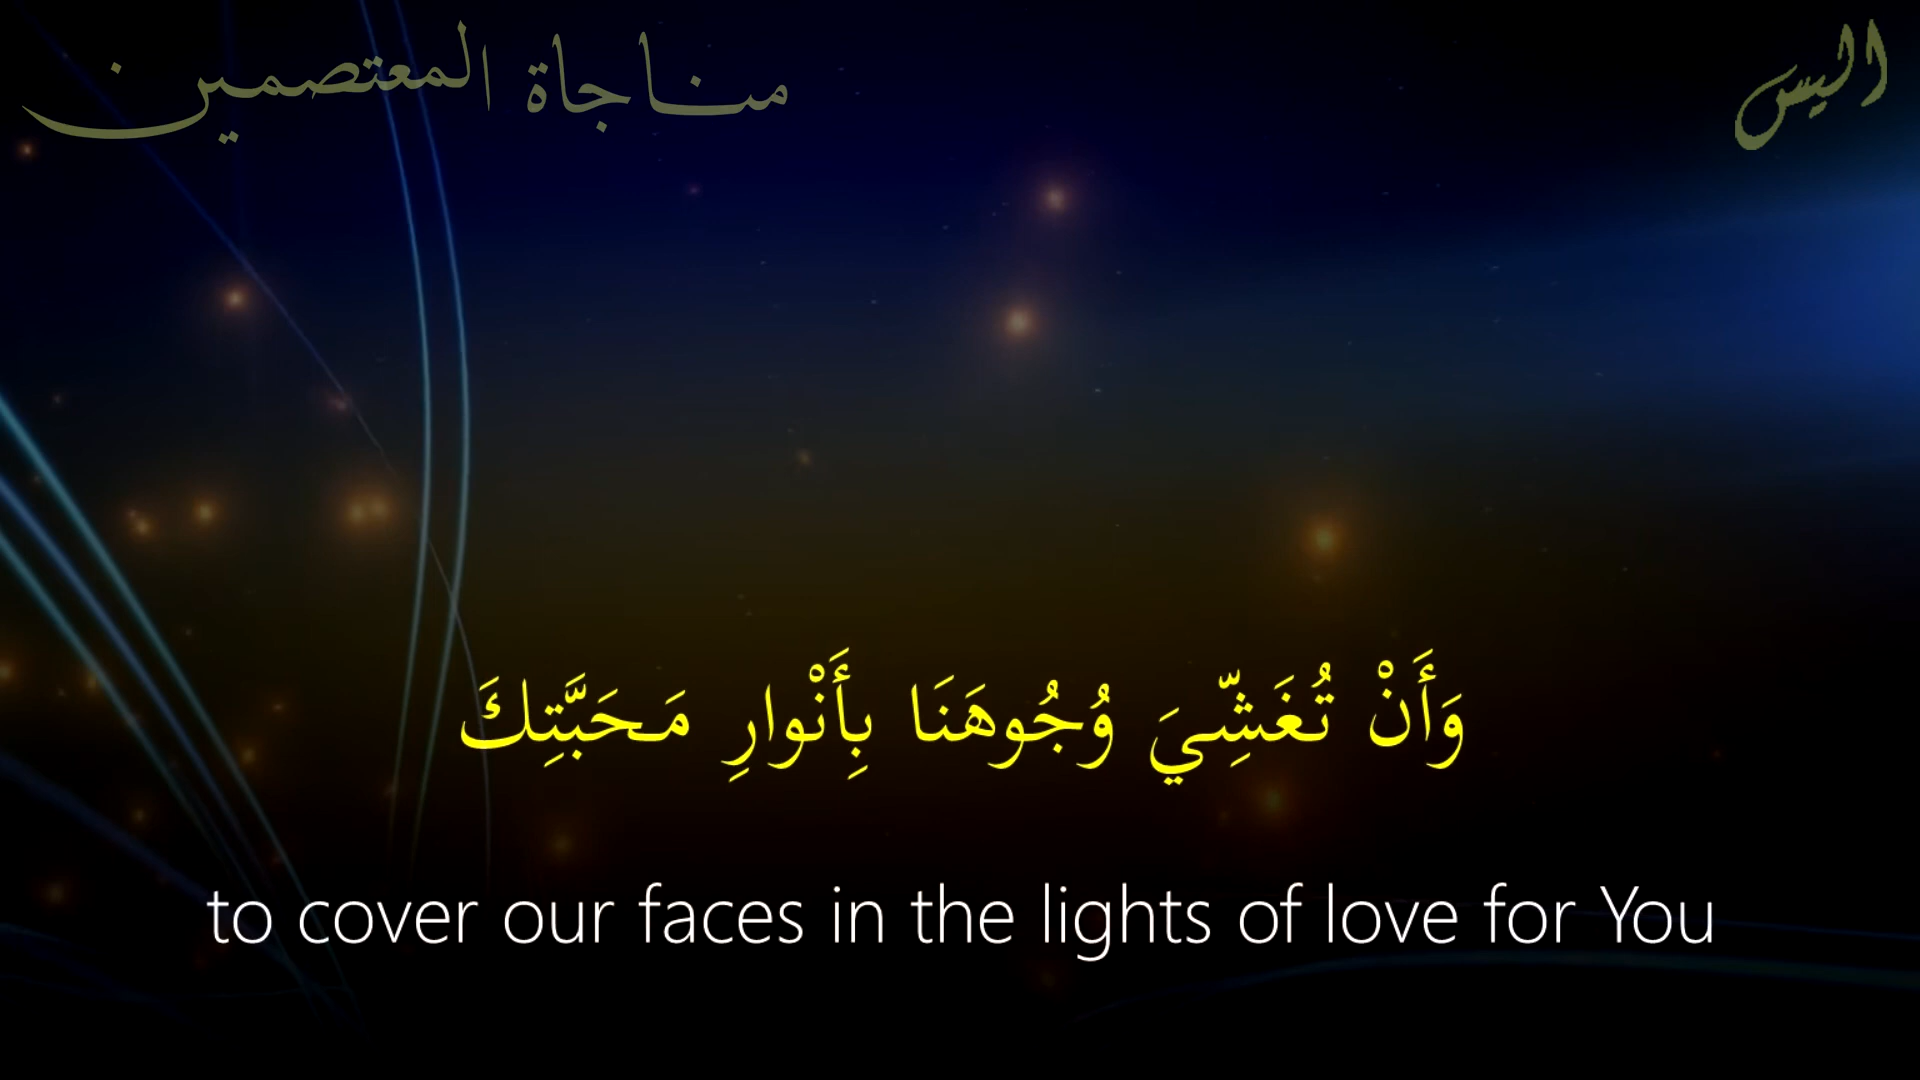 مناجاة المعتصمين
اليس
وَأَنْ تُغَشِّيَ وُجُوهَنَا بِأَنْوارِ مَحَبَّتِكَ
to cover our faces in the lights of love for You